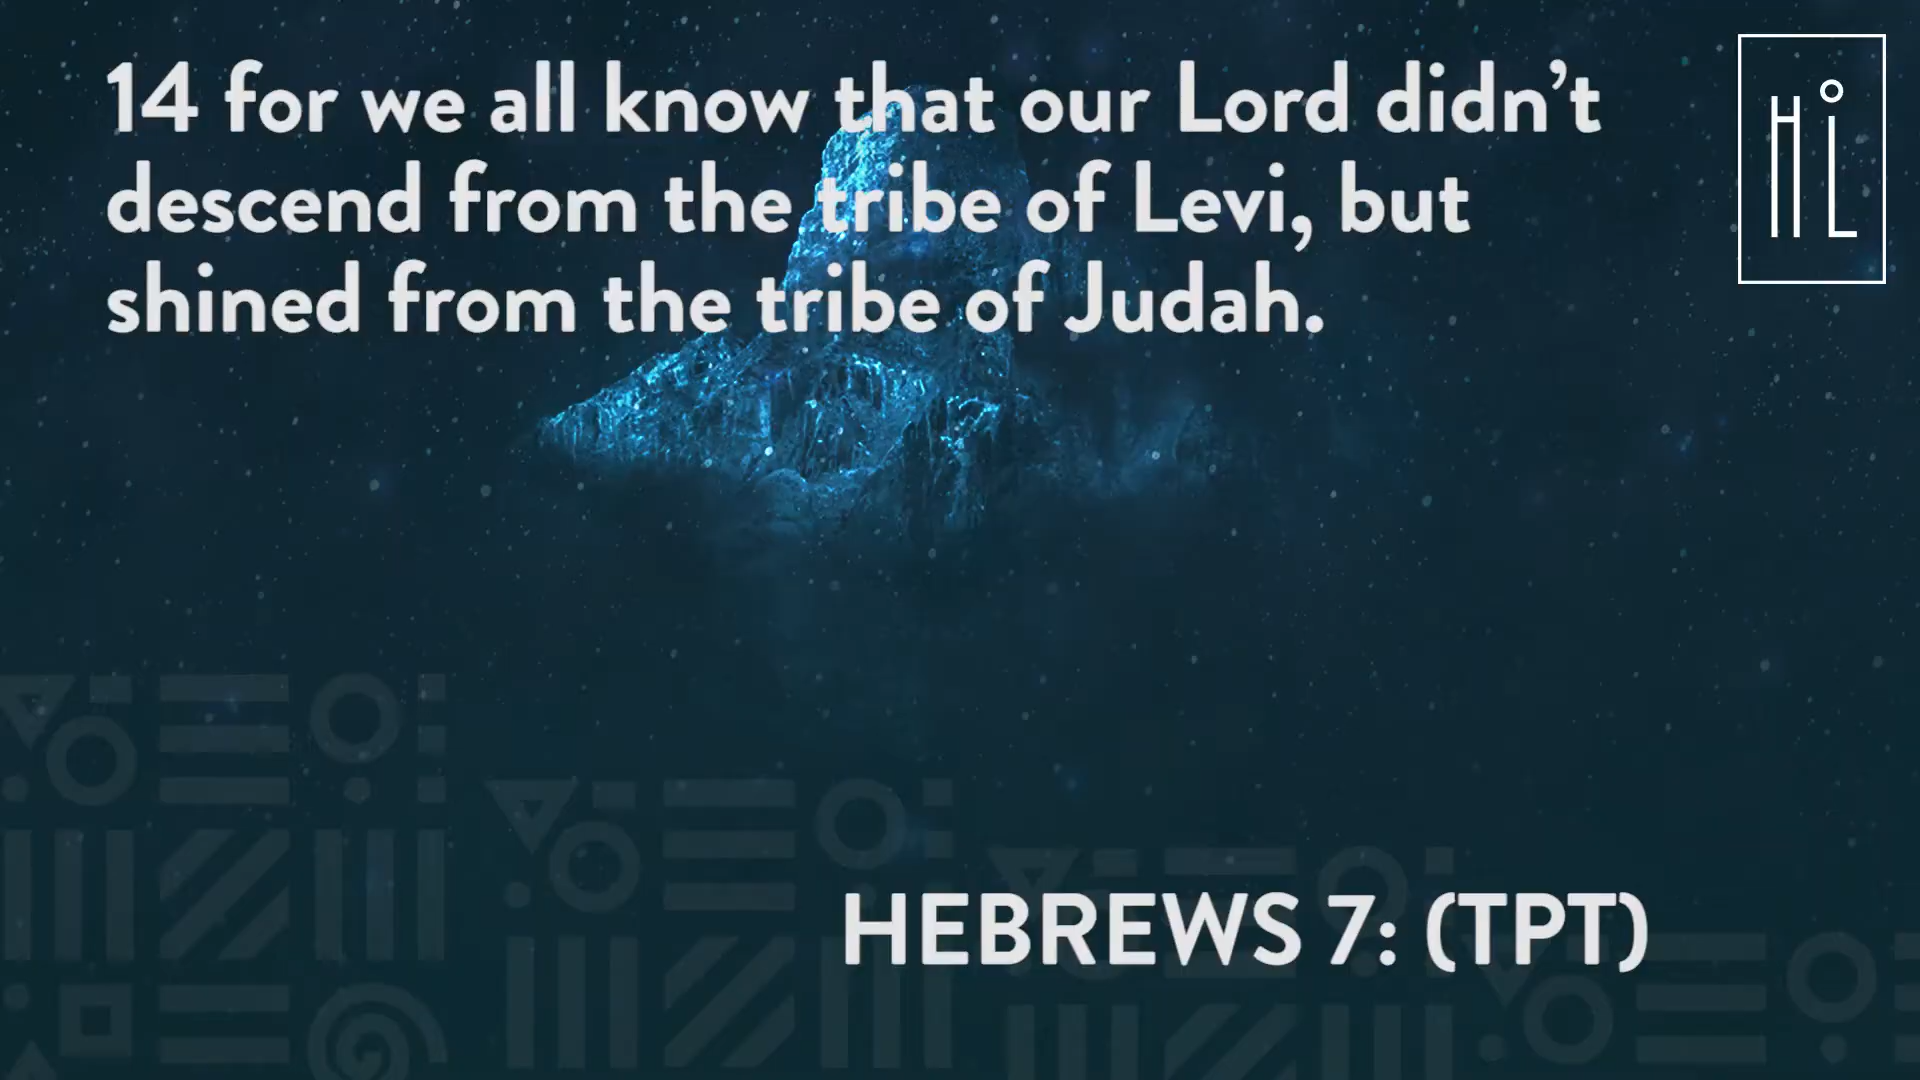 14 for we all know that our Lord didn’t
descend from the tribe of Levi, but
shined from the tribe of Judah.
HiL
HEBREWS 7: (TPT)